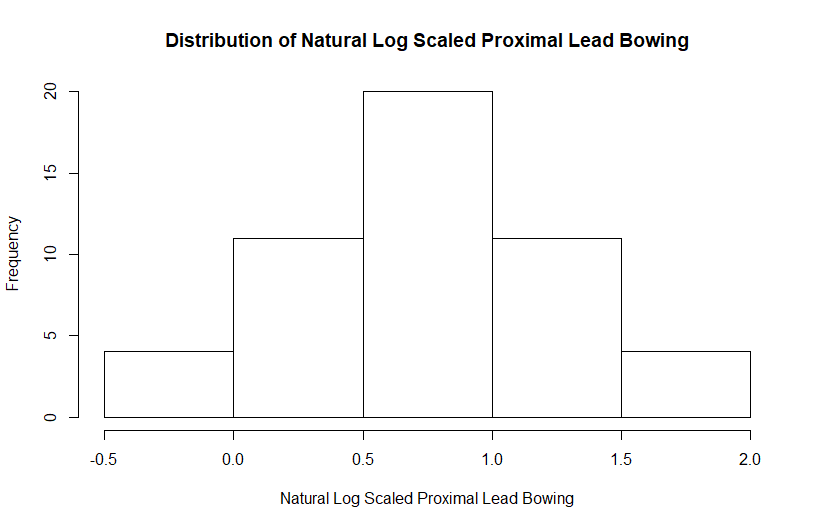 Distribution of Natural Log Scaled Proximal Lead Bowing
Frequency
20
15
10
5
0
-0.5 0.0 0.5 1.0 1.5 2.0
Natural Log Scaled Proximal Lead Bowing